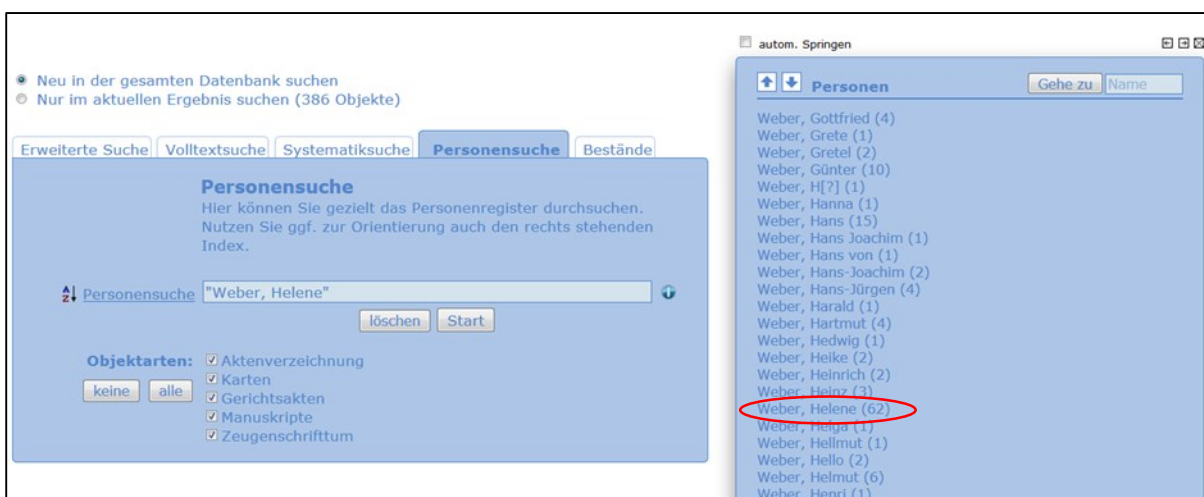 Neu in der gesamten Datenbank suchen
Nur im aktuellen Ergebnis suchen (386 Objekte)
Erweiterte Suche Volltextsuche Systematiksuche Personensuche Bestände
Personensuche
Hier können Sie gezielt das Personenregister durchsuchen.
Nutzen Sie ggf. zur Orientierung auch den rechts stehenden
Index.
Personensuche "Weber, Helene"
löschen Start
Objektarten: Aktenverzeichnung
keine alle Karten
Gerichtsakten
Manuskripte
Zeugenschrifttum
autom. Springen
Personen Gehe zu Name
Weber, Gottfried (4)
Weber, Grete (1)
Weber, Gretel (2)
Weber, Günter (10)
Weber, H[?] (1)
Weber, Hanna (1)
Weber, Hans (15)
Weber, Hans Joachim (1)
Weber, Hans von (1)
Weber, Hans-Joachim (2)
Weber, Hans-Jürgen (4)
Weber, Harald (1)
Weber, Hartmut (4)
Weber, Hedwig (1)
Weber, Heike (2)
Weber, Heinrich (2)
Weber, Heinz (3)
Weber, Helene (62)
Weber, Helga (1)
Weber, Hellmut (1)
Weber, Hello (2)
Weber, Helmut (6)
Weber, Henri (1)